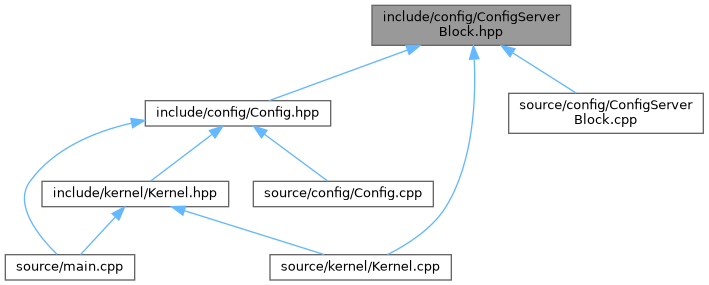 include/config/ConfigServer
Block.hpp
include/config/Config.hpp
source/config/ConfigServer
Block.cpp
include/kernel/Kernel.hpp
source/config/Config.cpp
source/main.cpp
source/kernel/Kernel.cpp